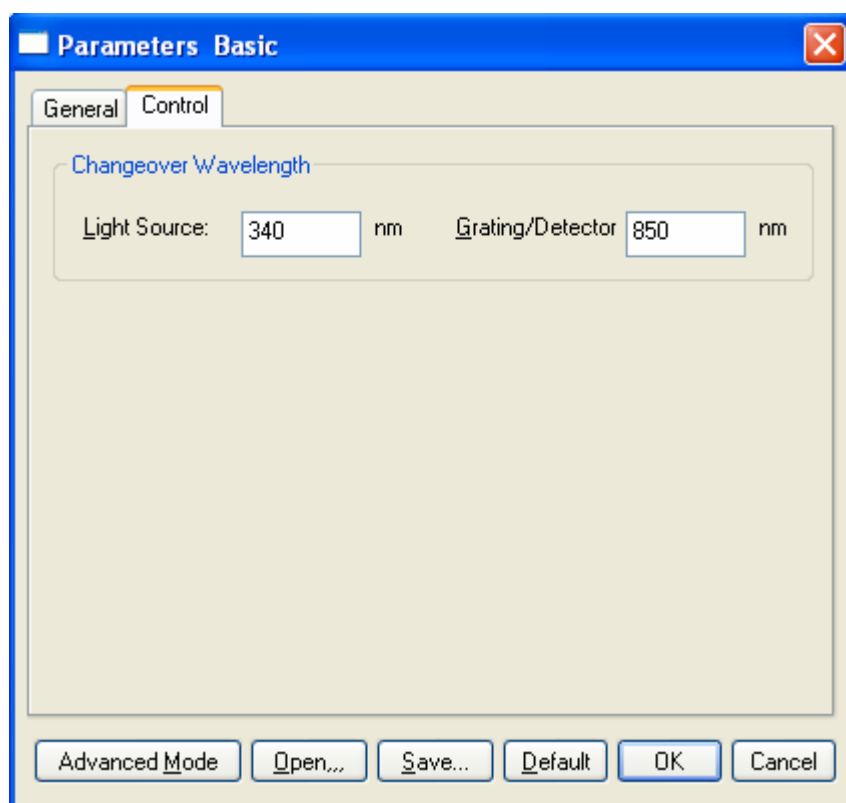 Parameters Basic
General Control
Changeover Wavelength
Light Source: 340 nm Grating/Detector 850 nm
Advanced Mode Open,,, Save... Default OK Cancel